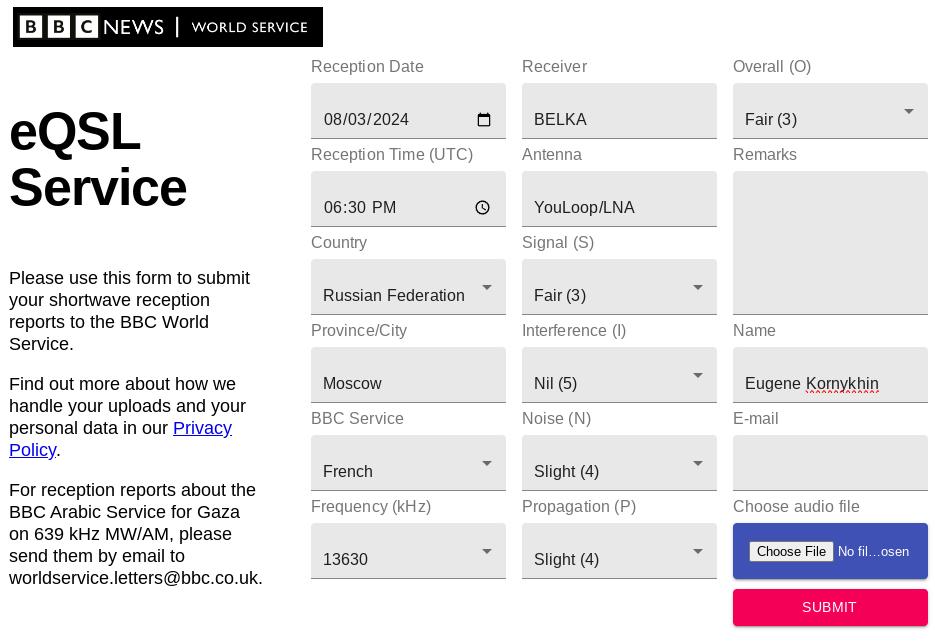 BBC NEWS | WORLD SERVICE
eQSL
Service
Please use this form to submit
your shortwave reception
reports to the BBC World
Service.
Find out more about how we
handle your uploads and your
personal data in our Privacy
Policy.
For reception reports about the
BBC Arabic Service for Gaza
on 639 kHz MW/AM, please
send them by email to
worldservice.letters@bbc.co.uk.
Reception Date
08/03/2024
Reception Time (UTC)
06:30 PM
Country
Russian Federation
Province/City
Moscow
BBC Service
French
Frequency (kHz)
13630
Receiver
BELKA
Antenna
YouLoop/LNA
Signal (S)
Fair (3)
Interference (I)
Nil (5)
Noise (N)
Slight (4)
Propagation (P)
Slight (4)
Overall (O)
Fair (3)
Remarks
Name
Eugene Kornykhin
E-mail
Choose audio file
Choose File No fil...osen
SUBMIT